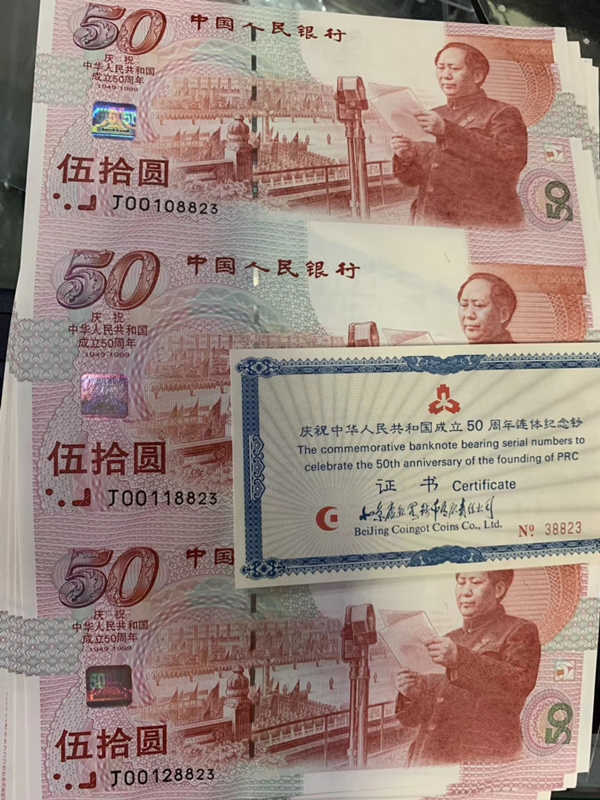 50
中国人民银行
庆祝
中华人民共和国
成立50周年
1949-1999
伍拾圆
J00108823
50
50
中国人民银行
庆祝
中华人民共和国
成立50周年
1949-1999
伍拾圆
J00118823
庆祝中华人民共和国成立50周年连体纪念钞
The commemorative banknote bearing serial numbers to
celebrate the 50th anniversary of the founding of PRC
证书 Certificate
BeiJing Coingot Coins Co., Ltd.
№ 38823
50
中国
庆祝
中华人民共和国
成立50周年
1949-1999
伍拾圆
J00128823
50